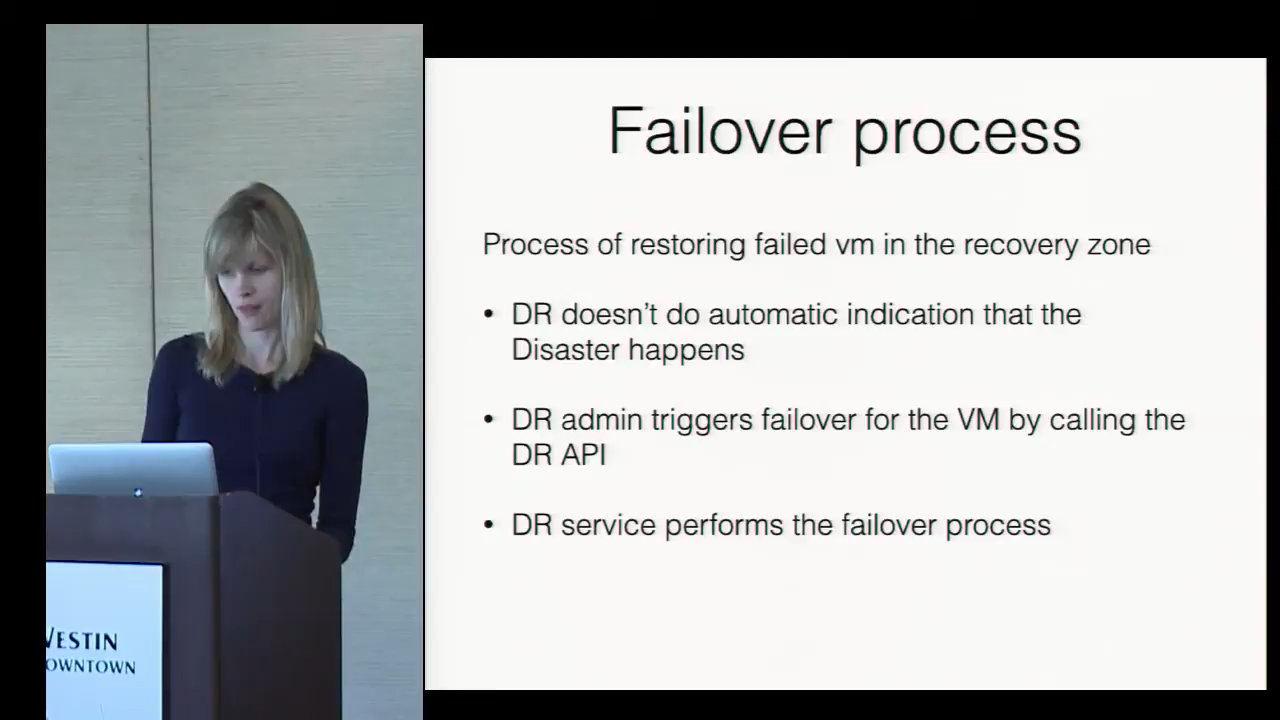 Failover process
Process of restoring failed vm in the recovery zone
• DR doesn't do automatic indication that the
Disaster happens
• DR admin triggers failover for the VM by calling the
DR API
• DR service performs the failover process
WESTIN
DOWNTOWN